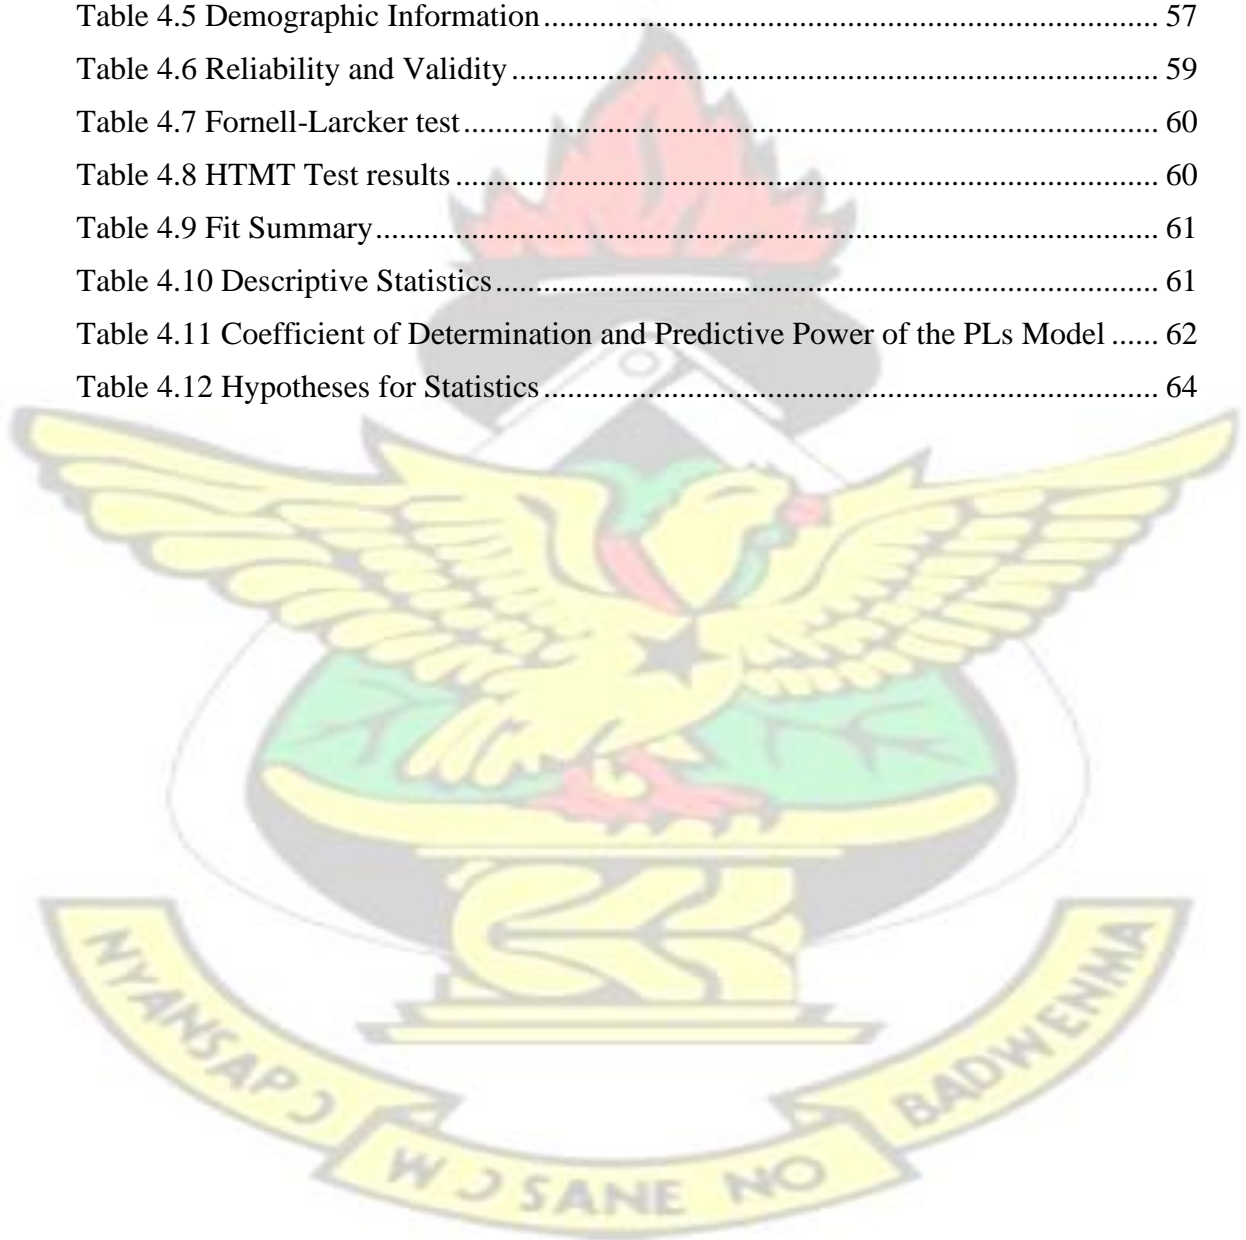 Table 4.5 Demographic Information........................................................................... 57
Table 4.6 Reliability and Validity............................................................................... 59
Table 4.7 Fornell-Larcker test..................................................................................... 60
Table 4.8 HTMT Test results...................................................................................... 60
Table 4.9 Fit Summary................................................................................................ 61
Table 4.10 Descriptive Statistics................................................................................. 61
Table 4.11 Coefficient of Determination and Predictive Power of the PLs Model...... 62
Table 4.12 Hypotheses for Statistics........................................................................... 64
NYANSAPƆ WƆSANE NO BADWENMA